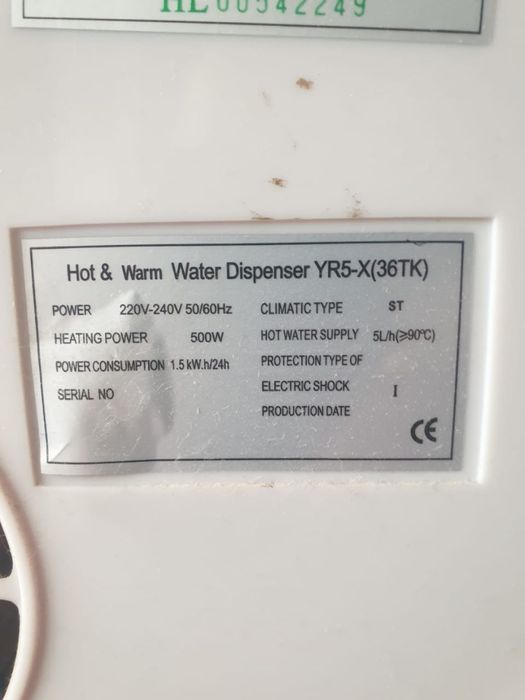 HL00542249
Hot & Warm Water Dispenser YR5-X(36TK)
POWER 220V-240V 50/60Hz CLIMATIC TYPE ST
HEATING POWER 500W HOT WATER SUPPLY 5L/h(≥90°C)
POWER CONSUMPTION 1.5 kW.h/24h PROTECTION TYPE OF
SERIAL NO ELECTRIC SHOCK I
PRODUCTION DATE
CE